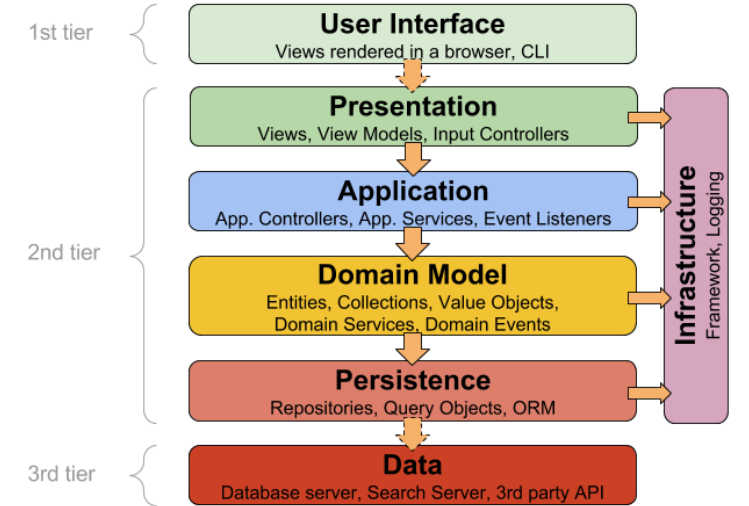 1st tier
User Interface
Views rendered in a browser, CLI
2nd tier
Presentation
Views, View Models, Input Controllers
Application
App. Controllers, App. Services, Event Listeners
Domain Model
Entities, Collections, Value Objects,
Domain Services, Domain Events
Persistence
Repositories, Query Objects, ORM
Infrastructure
Framework, Logging
3rd tier
Data
Database server, Search Server, 3rd party API